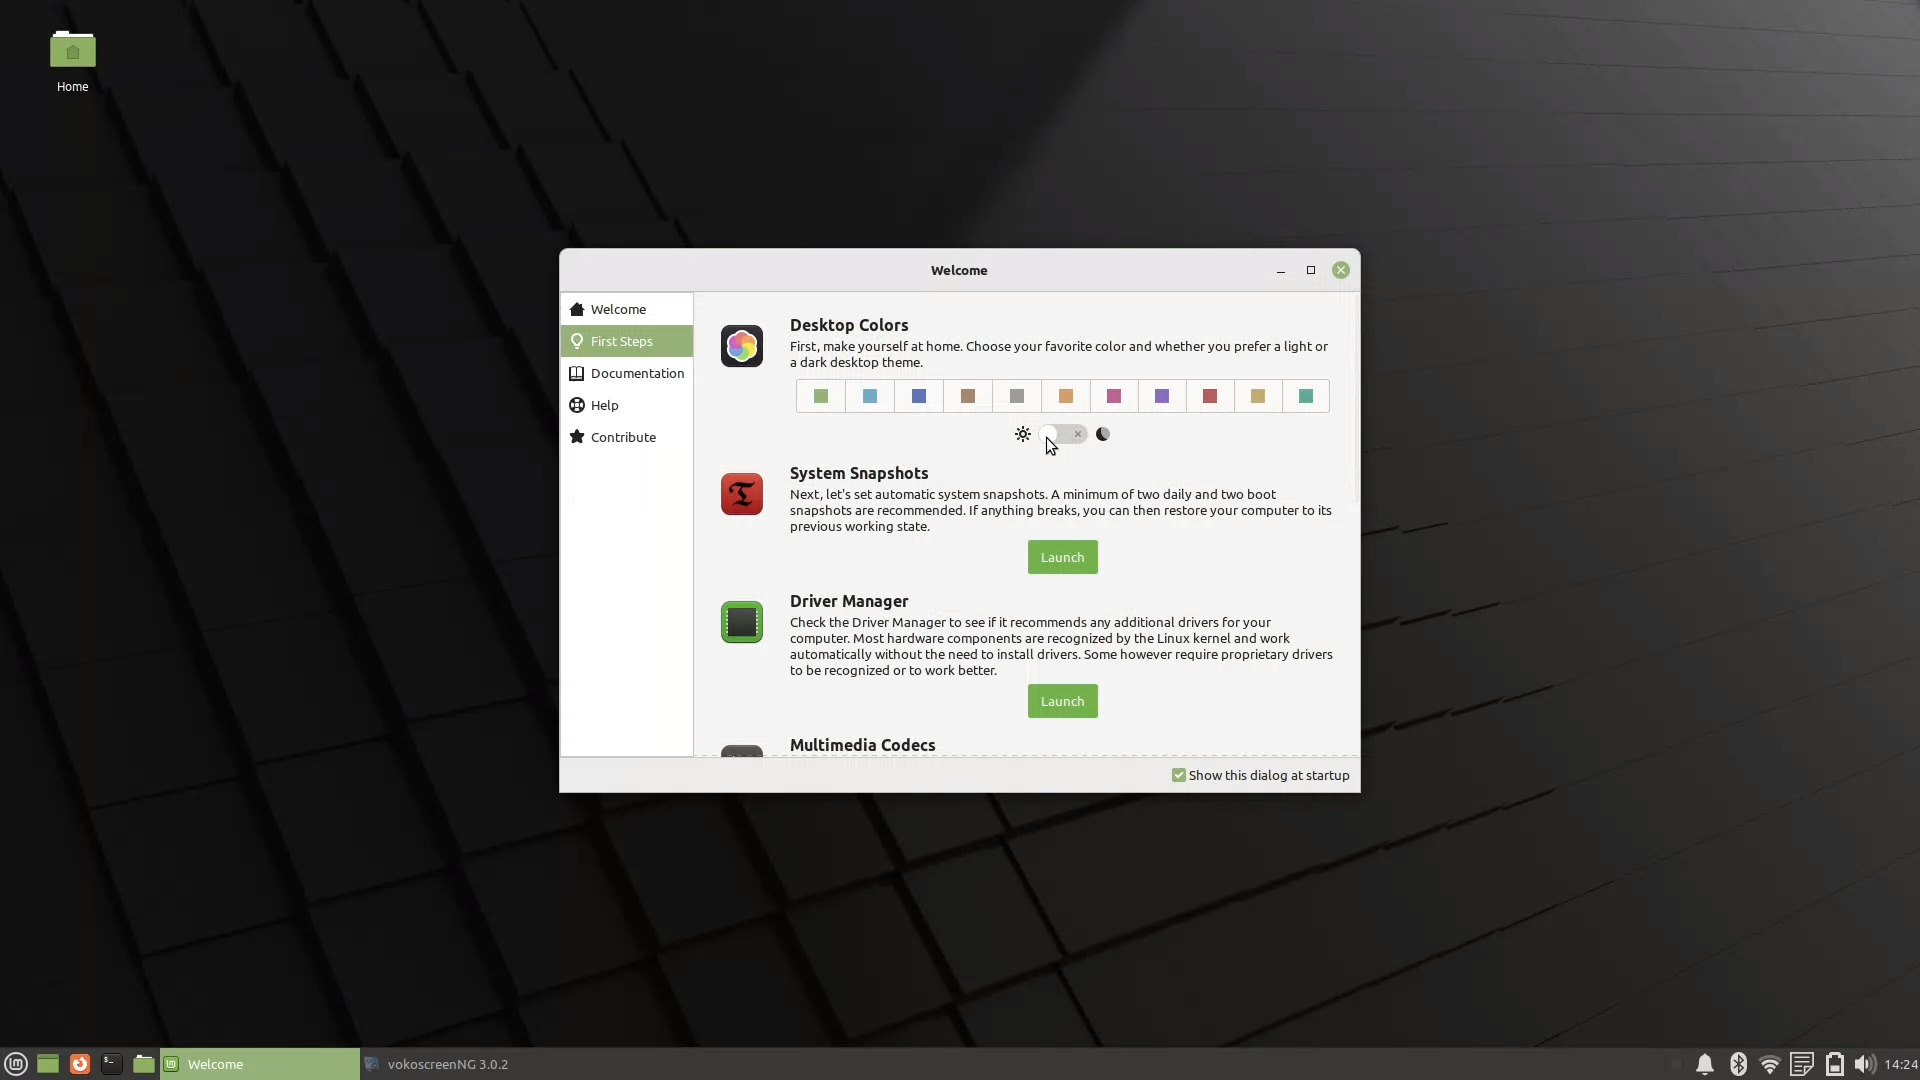 Home
Welcome
Welcome
First Steps
Documentation
Help
Contribute
Desktop Colors
First, make yourself at home. Choose your favorite color and whether you prefer a light or
a dark desktop theme.
System Snapshots
Next, let's set automatic system snapshots. A minimum of two daily and two boot
snapshots are recommended. If anything breaks, you can then restore your computer to its
previous working state.
Launch
Driver Manager
Check the Driver Manager to see if it recommends any additional drivers for your
computer. Most hardware components are recognized by the Linux kernel and work
automatically without the need to install drivers. Some however require proprietary drivers
to be recognized or to work better.
Launch
Multimedia Codecs
Show this dialog at startup
Welcome
vokoscreenNG 3.0.2
14:24